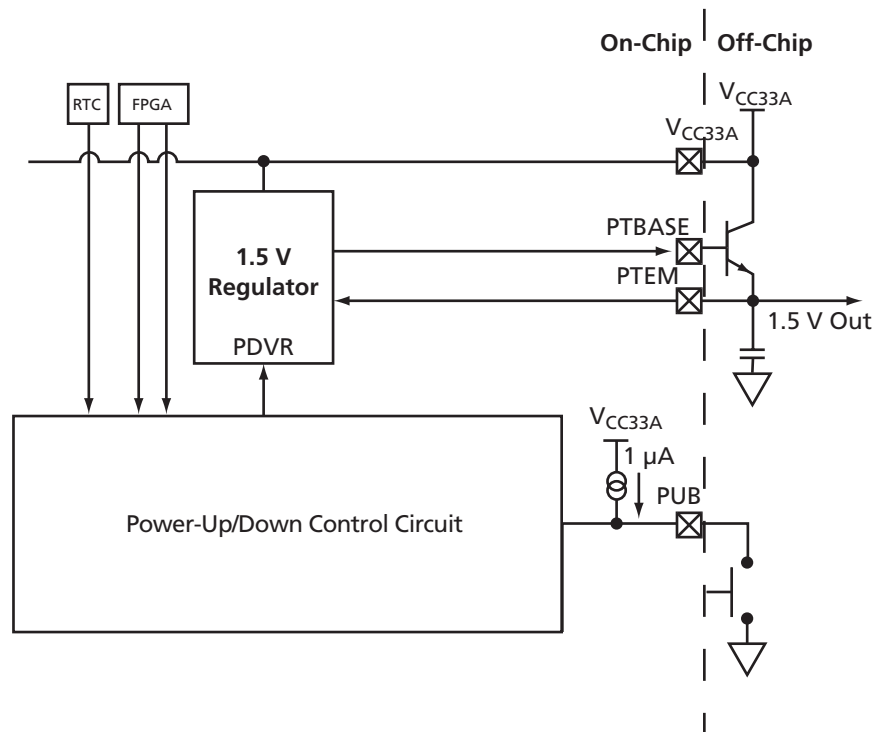 On-Chip Off-Chip
RTC FPGA
VCC33A
VCC33A
PTBASE
1.5 V
Regulator
PTEM
1.5 V Out
PDVR
VCC33A
1 µA
PUB
Power-Up/Down Control Circuit